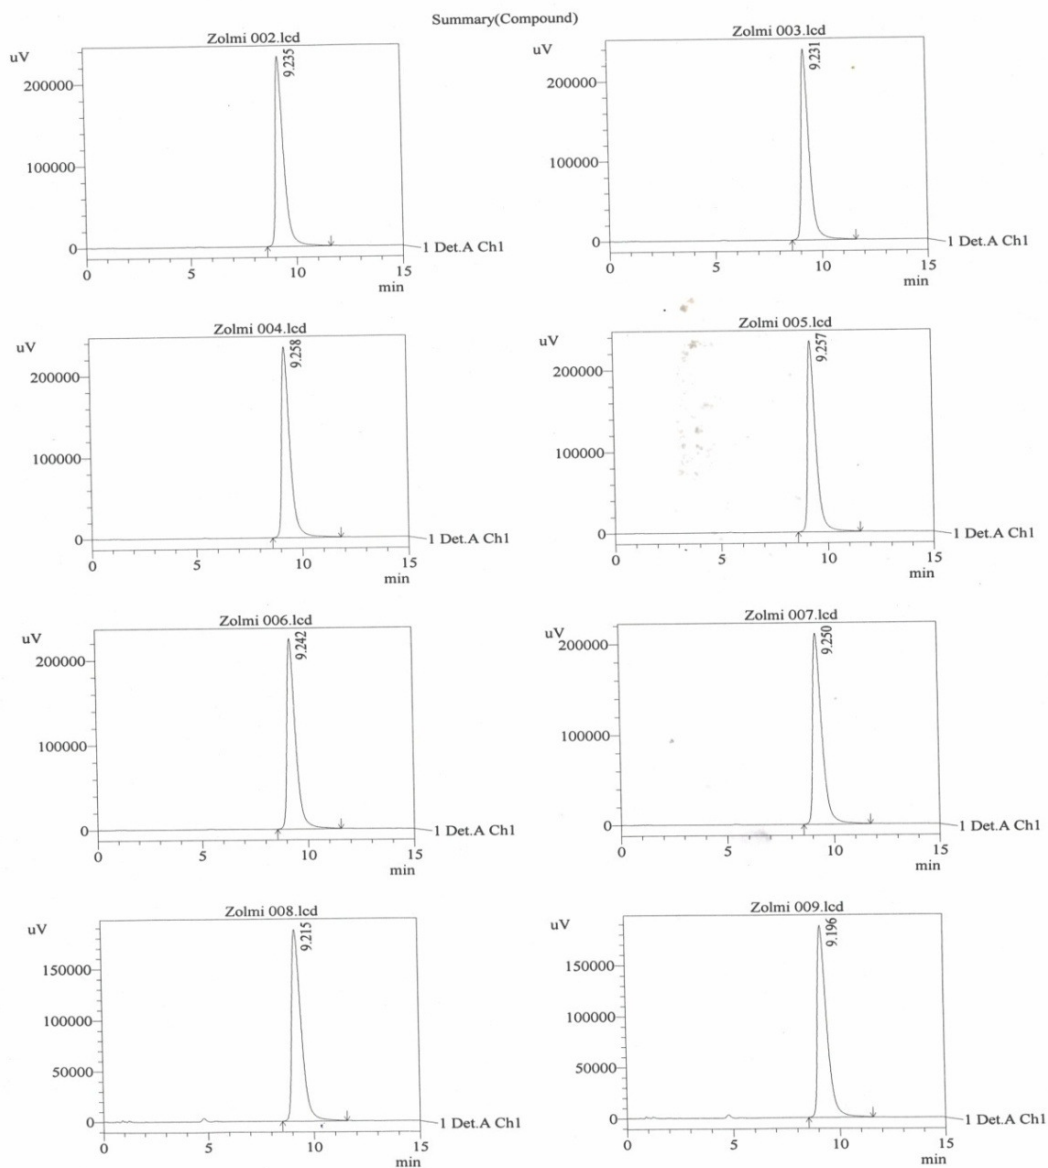 Summary(Compound)
Zolmi 002.lcd
uV
9.235
200000
100000
0
1 Det.A Ch1
0 5 10 15
min
Zolmi 003.lcd
uV
9.231
200000
100000
0
1 Det.A Ch1
0 5 10 15
min
Zolmi 004.lcd
uV
9.258
200000
100000
0
1 Det.A Ch1
0 5 10 15
min
Zolmi 005.lcd
uV
9.257
200000
100000
0
1 Det.A Ch1
0 5 10 15
min
Zolmi 006.lcd
uV
9.242
200000
100000
0
1 Det.A Ch1
0 5 10 15
min
Zolmi 007.lcd
uV
9.250
200000
100000
0
1 Det.A Ch1
0 5 10 15
min
Zolmi 008.lcd
uV
9.215
150000
100000
50000
0
1 Det.A Ch1
0 5 10 15
min
Zolmi 009.lcd
uV
9.196
150000
100000
50000
0
1 Det.A Ch1
0 5 10 15
min